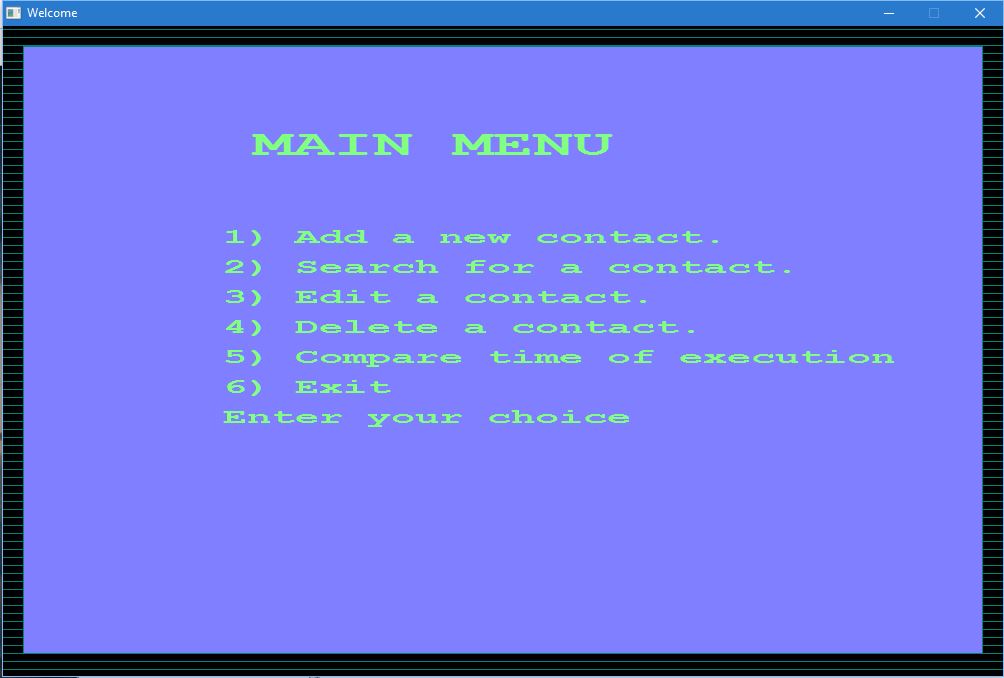 Welcome
MAIN MENU
1) Add a new contact.
2) Search for a contact.
3) Edit a contact.
4) Delete a contact.
5) Compare time of execution
6) Exit
Enter your choice